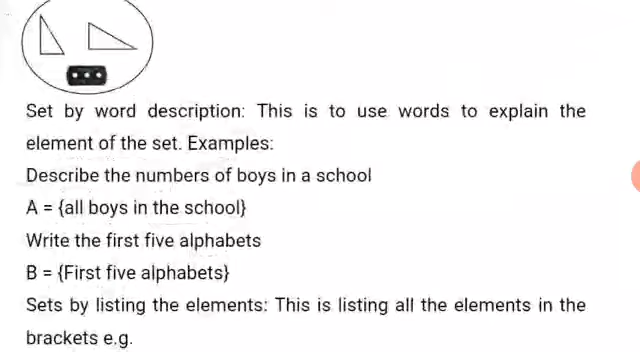 Set by word description: This is to use words to explain the
element of the set. Examples:
Describe the numbers of boys in a school
A = {all boys in the school}
Write the first five alphabets
B = {First five alphabets}
Sets by listing the elements: This is listing all the elements in the
brackets e.g.